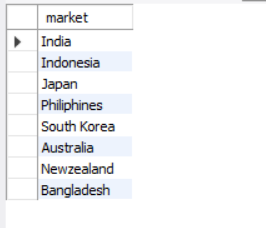 market
India
Indonesia
Japan
Philiphines
South Korea
Australia
Newzealand
Bangladesh